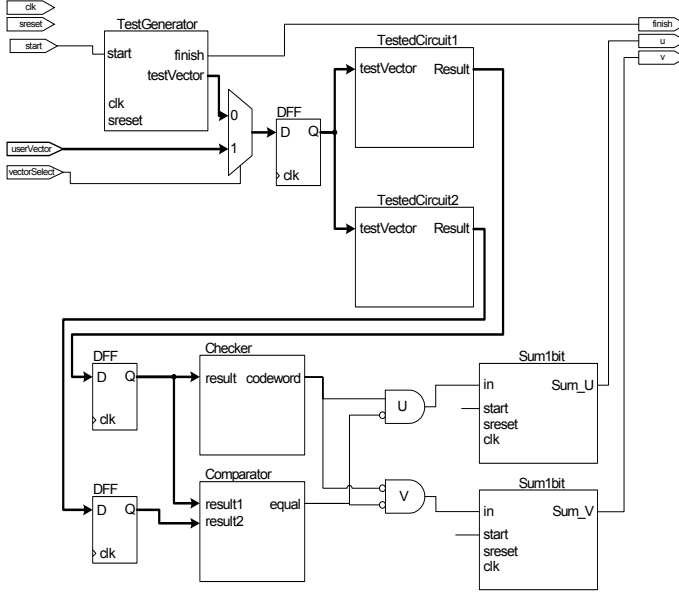 clk
sreset
start
TestGenerator
start
finish
testVector
clk
sreset
userVector
vectorSelect
0
1
DFF
D
Q
clk
TestedCircuit1
testVector
Result
TestedCircuit2
testVector
Result
finish
u
v
DFF
D
Q
clk
Checker
result
codeword
U
Sum1bit
in
Sum_U
start
sreset
clk
DFF
D
Q
clk
Comparator
result1
equal
result2
V
Sum1bit
in
Sum_V
start
sreset
clk